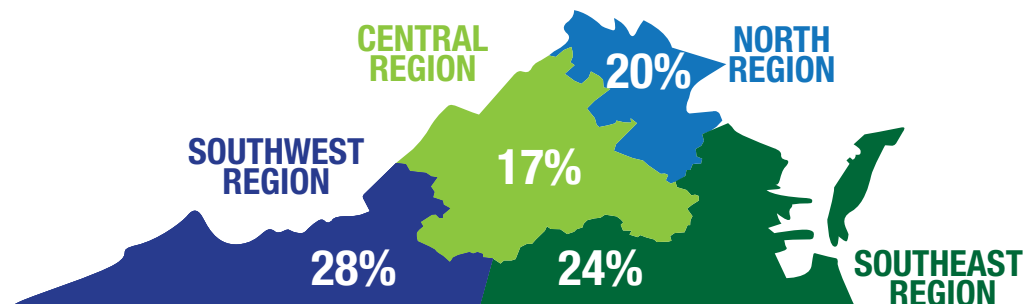 CENTRAL
REGION
NORTH
REGION
20%
SOUTHWEST
REGION
17%
28%
24%
SOUTHEAST
REGION